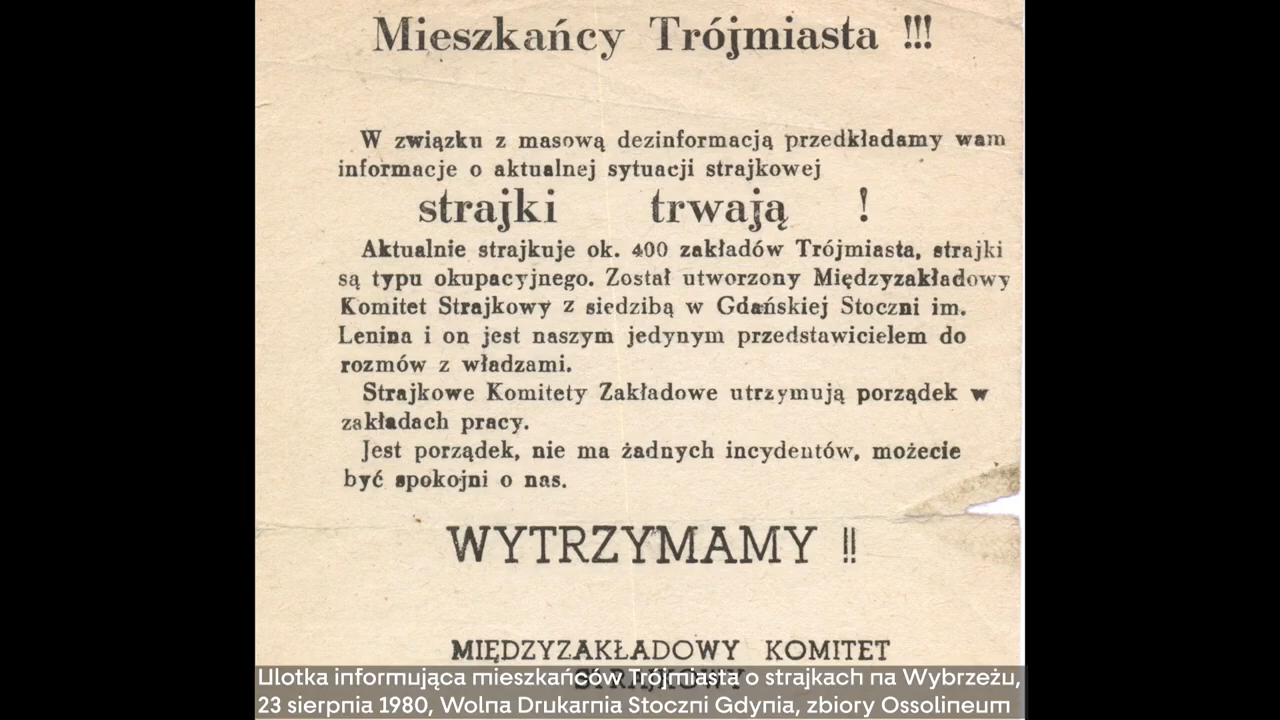 Mieszkańcy Trójmiasta !!!
W związku z masową dezinformacją przedkładamy wam
informacje o aktualnej sytuacji strajkowej
strajki trwają !
Aktualnie strajkuje ok. 400 zakładów Trójmiasta, strajki
są typu okupacyjnego. Został utworzony Międzyzakładowy
Komitet Strajkowy z siedzibą w Gdańskiej Stoczni im.
Lenina i on jest naszym jedynym przedstawicielem do
rozmów z władzami.
Strajkowe Komitety Zakładowe utrzymują porządek w
zakładach pracy.
Jest porządek, nie ma żadnych incydentów, możecie
być spokojni o nas.
WYTRZYMAMY !!
MIĘDZYZAKŁADOWY KOMITET
STRAJKOWY
Ulotka informująca mieszkańców Trójmiasta o strajkach na Wybrzeżu,
23 sierpnia 1980, Wolna Drukarnia Stoczni Gdynia, zbiory Ossolineum